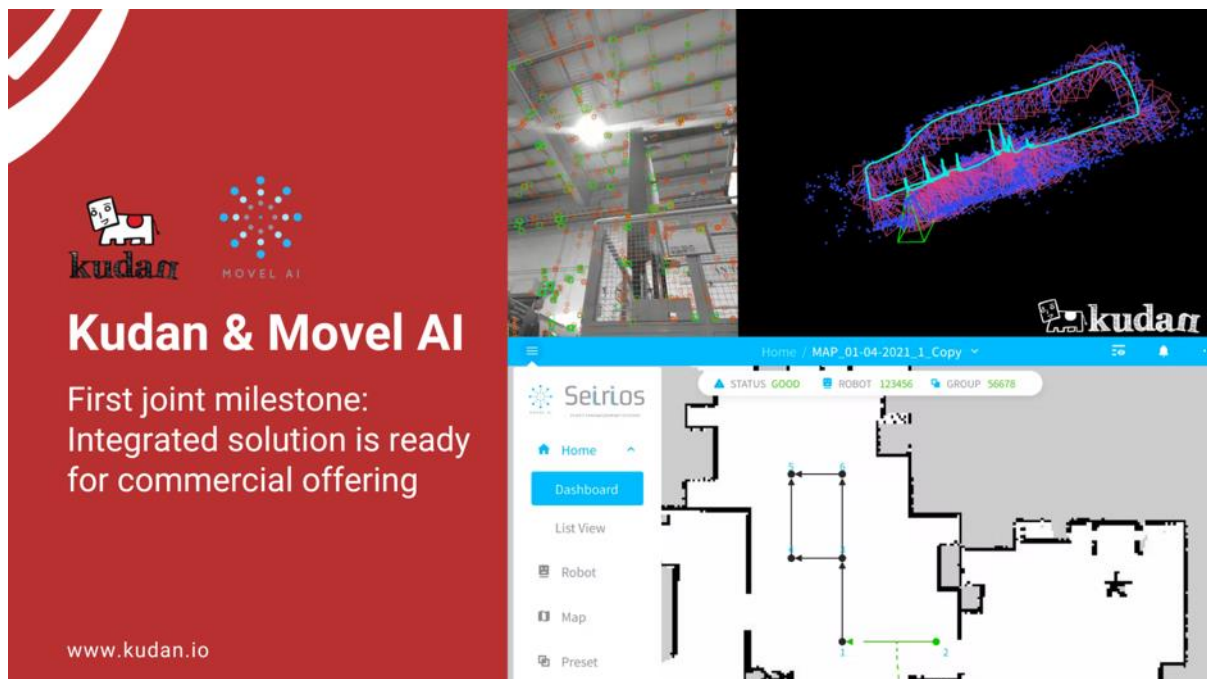 kudan
MOVEL AI
Kudan & Movel AI
First joint milestone:
Integrated solution is ready
for commercial offering
www.kudan.io
kudan
Home / MAP_01-04-2021_1_Copy
STATUS GOOD ROBOT 123456 GROUP 56678
Seirios
Home
Dashboard
List View
Robot
Map
Preset
5 6
1 2